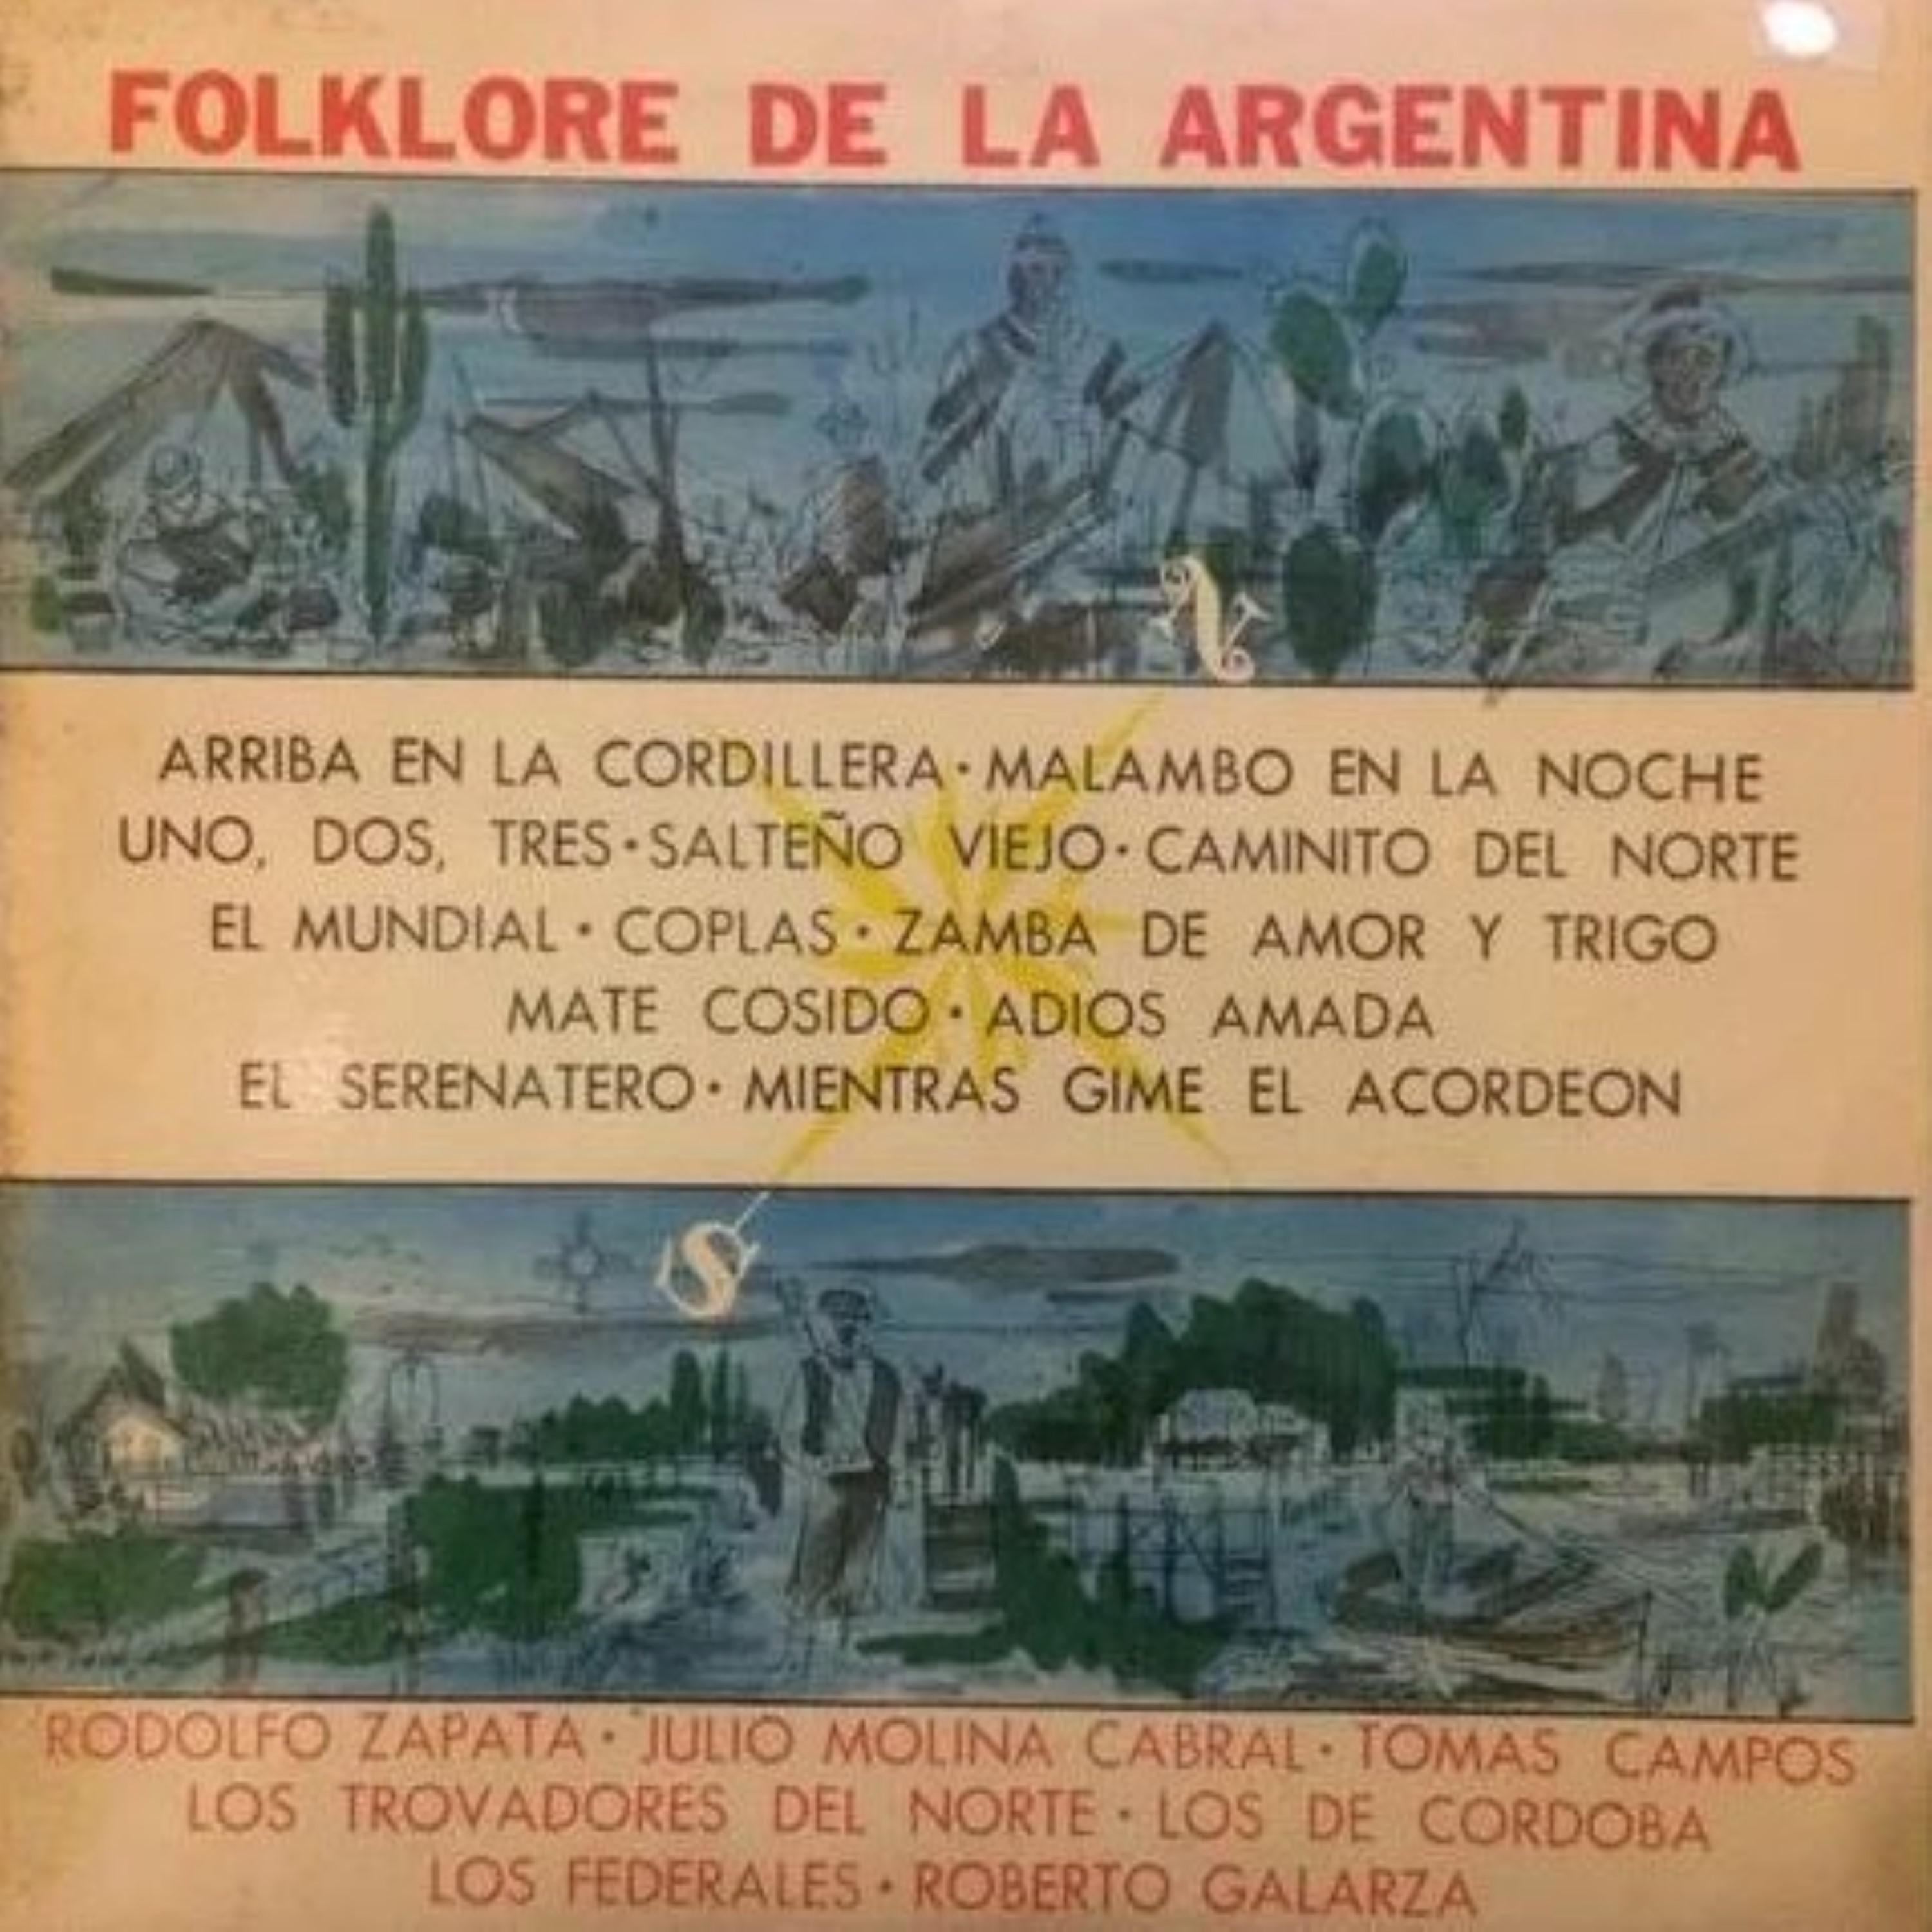 FOLKLORE DE LA ARGENTINA
N
ARRIBA EN LA CORDILLERA • MALAMBO EN LA NOCHE
UNO, DOS, TRES • SALTEÑO VIEJO • CAMINITO DEL NORTE
EL MUNDIAL • COPLAS • ZAMBA DE AMOR Y TRIGO
MATE COSIDO • ADIOS AMADA
EL SERENATERO • MIENTRAS GIME EL ACORDEON
S
RODOLFO ZAPATA • JULIO MOLINA CABRAL • TOMAS CAMPOS
LOS TROVADORES DEL NORTE • LOS DE CORDOBA
LOS FEDERALES • ROBERTO GALARZA